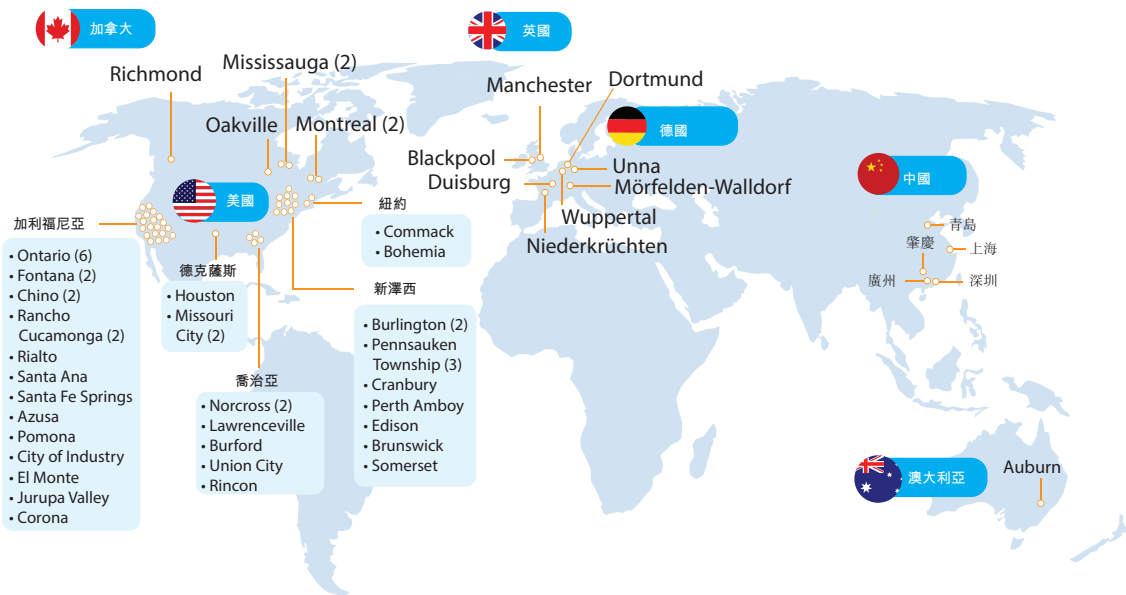 加拿大
Richmond
Mississauga (2)
Oakville
Montreal (2)
英國
Manchester
Dortmund
德國
Blackpool
Duisburg
Unna
Mörfelden-Walldorf
Wuppertal
Niederkrüchten
中國
青島
肇慶
上海
廣州
深圳
美國
加利福尼亞
• Ontario (6)
• Fontana (2)
• Chino (2)
• Rancho
Cucamonga (2)
• Rialto
• Santa Ana
• Santa Fe Springs
• Azusa
• Pomona
• City of Industry
• El Monte
• Jurupa Valley
• Corona
德克薩斯
• Houston
• Missouri
City (2)
喬治亞
• Norcross (2)
• Lawrenceville
• Burford
• Union City
• Rincon
紐約
• Commack
• Bohemia
新澤西
• Burlington (2)
• Pennsauken
Township (3)
• Cranbury
• Perth Amboy
• Edison
• Brunswick
• Somerset
澳大利亞
Auburn